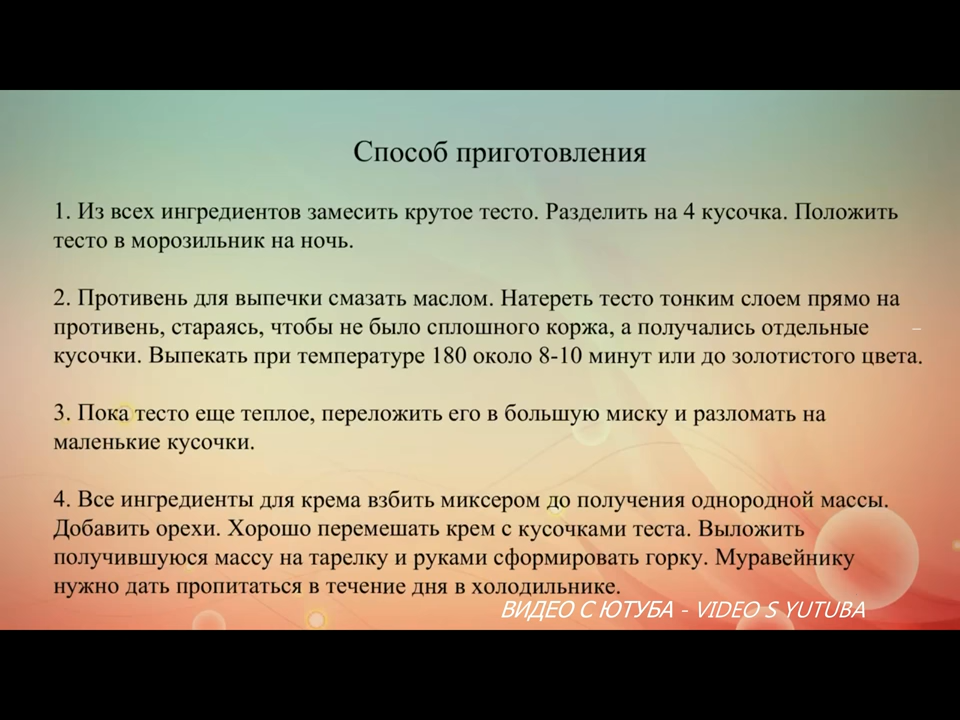 Способ приготовления
1. Из всех ингредиентов замесить крутое тесто. Разделить на 4 кусочка. Положить
тесто в морозильник на ночь.
2. Противень для выпечки смазать маслом. Натереть тесто тонким слоем прямо на
противень, стараясь, чтобы не было сплошного коржа, а получались отдельные
кусочки. Выпекать при температуре 180 около 8-10 минут или до золотистого цвета.
3. Пока тесто еще теплое, переложить его в большую миску и разломать на
маленькие кусочки.
4. Все ингредиенты для крема взбить миксером до получения однородной массы.
Добавить орехи. Хорошо перемешать крем с кусочками теста. Выложить
получившуюся массу на тарелку и руками сформировать горку. Муравейнику
нужно дать пропитаться в течение дня в холодильнике.
ВИДЕО С ЮТУБА - VIDEO S YUTUBA